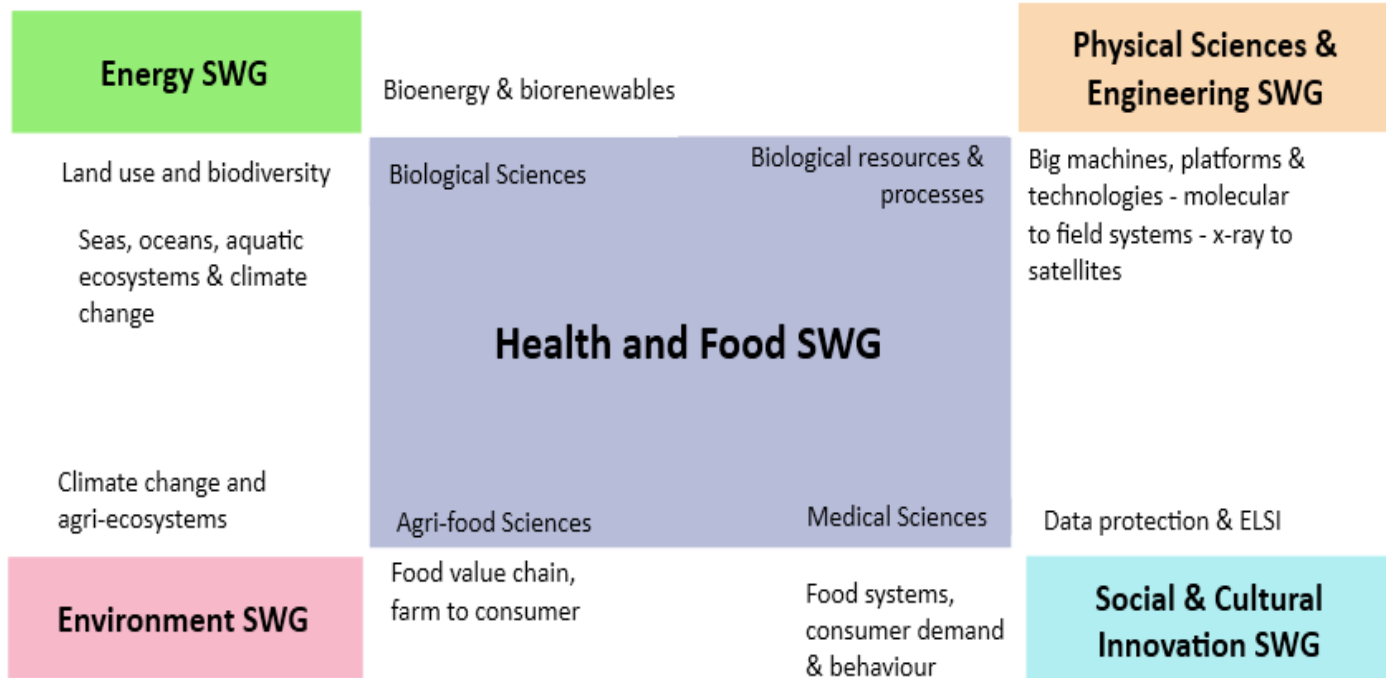 Energy SWG
Bioenergy & biorenewables
Physical Sciences &
Engineering SWG
Land use and biodiversity
Seas, oceans, aquatic
ecosystems & climate
change
Biological Sciences
Biological resources &
processes
Big machines, platforms &
technologies - molecular
to field systems - x-ray to
satellites
Health and Food SWG
Climate change and
agri-ecosystems
Agri-food Sciences
Medical Sciences
Data protection & ELSI
Environment SWG
Food value chain,
farm to consumer
Food systems,
consumer demand
& behaviour
Social & Cultural
Innovation SWG